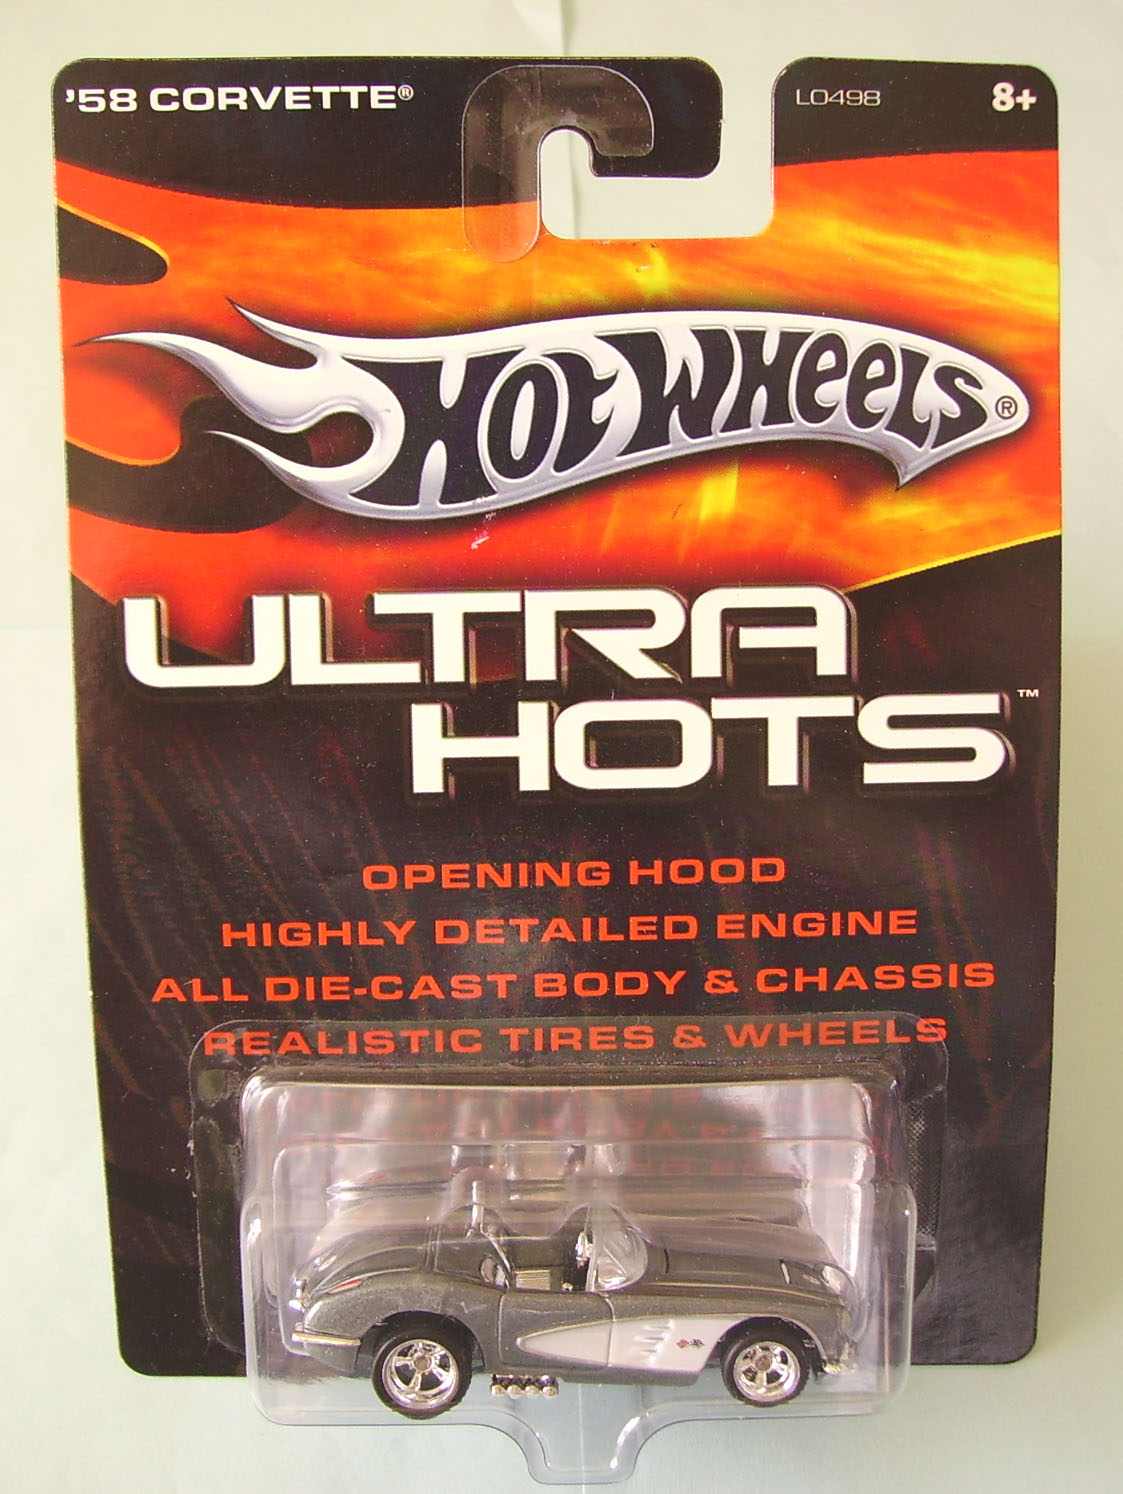 '58 CORVETTE®
L0498
8+
HOT WHEELS®
ULTRA
HOTS™
OPENING HOOD
HIGHLY DETAILED ENGINE
ALL DIE-CAST BODY & CHASSIS
REALISTIC TIRES & WHEELS